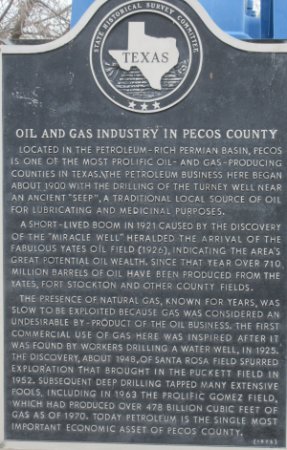 STATE HISTORICAL SURVEY COMMITTEE
TEXAS
OIL AND GAS INDUSTRY IN PECOS COUNTY
LOCATED IN THE PETROLEUM-RICH PERMIAN BASIN, PECOS
IS ONE OF THE MOST PROLIFIC OIL- AND GAS-PRODUCING
COUNTIES IN TEXAS. THE PETROLEUM BUSINESS HERE BEGAN
ABOUT 1900 WITH THE DRILLING OF THE TURNEY WELL NEAR
AN ANCIENT "SEEP", A TRADITIONAL LOCAL SOURCE OF OIL
FOR LUBRICATING AND MEDICINAL PURPOSES.
A SHORT-LIVED BOOM IN 1921 CAUSED BY THE DISCOVERY
OF THE "MIRACLE WELL" HERALDED THE ARRIVAL OF THE
FABULOUS YATES OIL FIELD (1926), INDICATING THE AREA'S
GREAT POTENTIAL OIL WEALTH. SINCE THAT YEAR OVER 710
MILLION BARRELS OF OIL HAVE BEEN PRODUCED FROM THE
YATES, FORT STOCKTON AND OTHER COUNTY FIELDS.
THE PRESENCE OF NATURAL GAS, KNOWN FOR YEARS, WAS
SLOW TO BE EXPLOITED BECAUSE GAS WAS CONSIDERED AN
UNDESIRABLE BY-PRODUCT OF THE OIL BUSINESS. THE FIRST
COMMERCIAL USE OF GAS HERE WAS INSPIRED AFTER IT
WAS FOUND BY WORKERS DRILLING A WATER WELL, IN 1925.
THE DISCOVERY, ABOUT 1948, OF SANTA ROSA FIELD SPURRED
EXPLORATION THAT BROUGHT IN THE PUCKETT FIELD IN
1952. SUBSEQUENT DEEP DRILLING TAPPED MANY EXTENSIVE
POOLS, INCLUDING IN 1963 THE PROLIFIC GOMEZ FIELD,
WHICH HAD PRODUCED OVER 478 BILLION CUBIC FEET OF
GAS AS OF 1970. TODAY PETROLEUM IS THE SINGLE MOST
IMPORTANT ECONOMIC ASSET OF PECOS COUNTY.